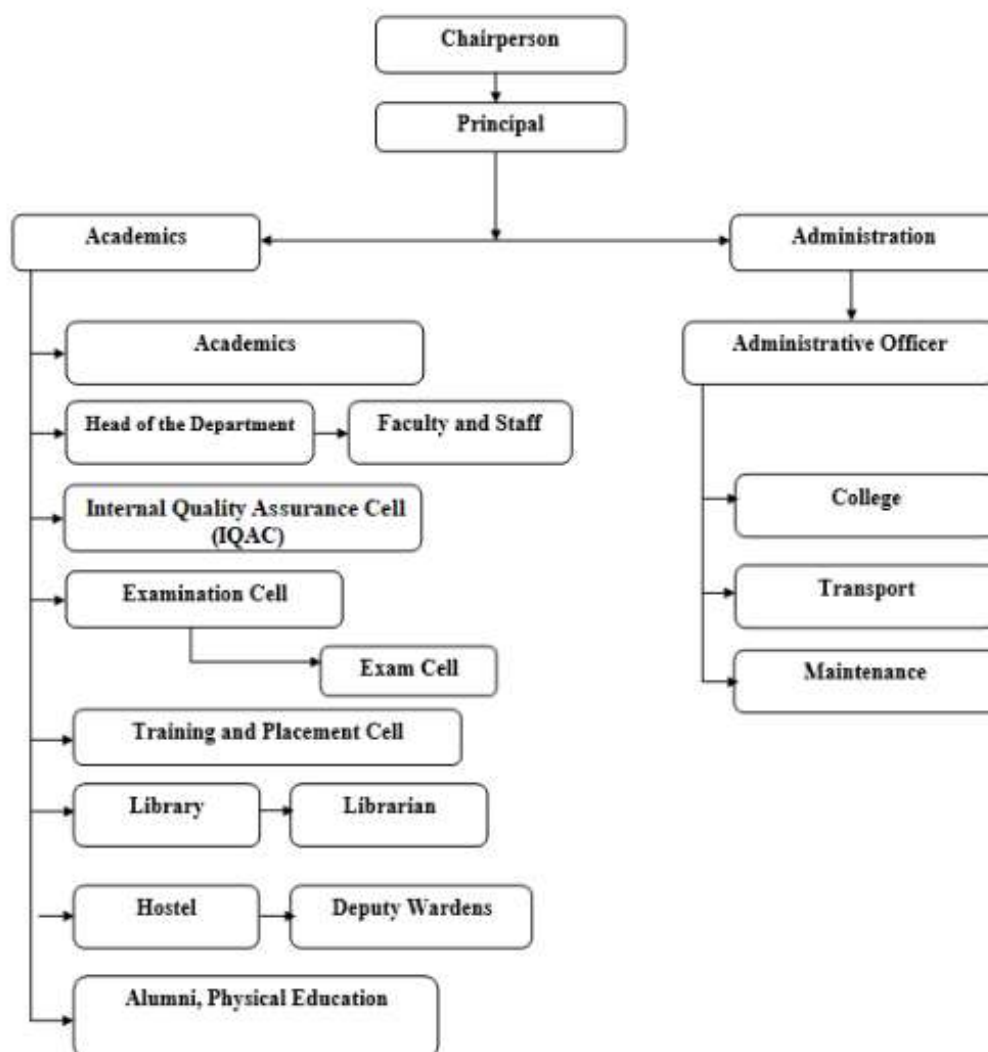 Chairperson
Principal
Academics
Administration
Academics
Administrative Officer
Head of the Department
Faculty and Staff
Internal Quality Assurance Cell
(IQAC)
College
Examination Cell
Transport
Exam Cell
Maintenance
Training and Placement Cell
Library
Librarian
Hostel
Deputy Wardens
Alumni, Physical Education